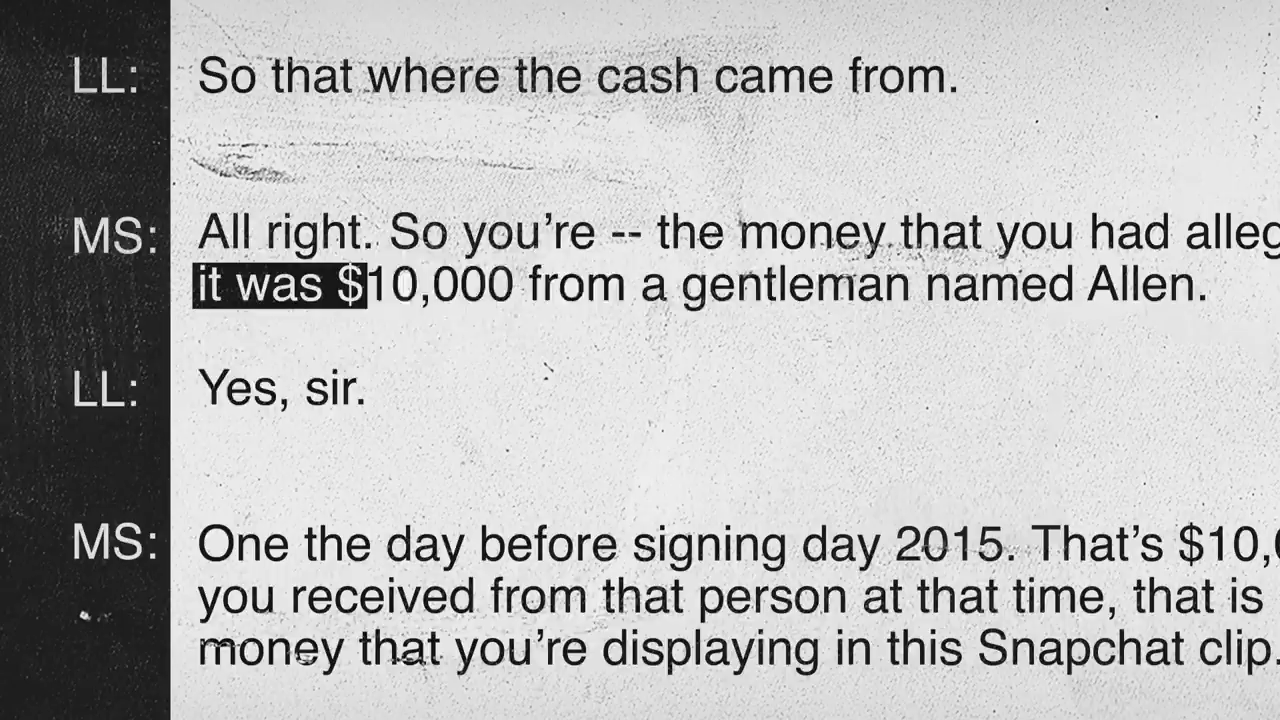 LL: So that where the cash came from.
MS: All right. So you’re -- the money that you had alleg
it was $10,000 from a gentleman named Allen.
LL: Yes, sir.
MS: One the day before signing day 2015. That’s $10,0
you received from that person at that time, that is
money that you’re displaying in this Snapchat clip.